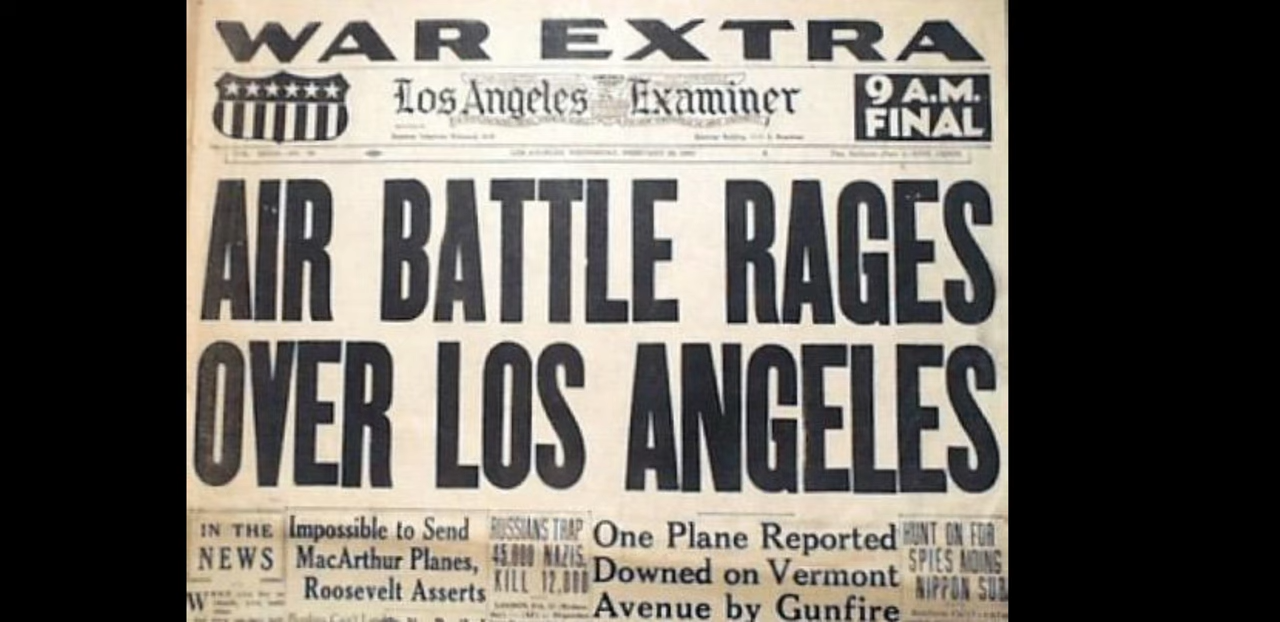 WAR EXTRA
Los Angeles Examiner
9 A.M.
FINAL
AIR BATTLE RAGES
OVER LOS ANGELES
IN THE
NEWS
Impossible to Send
MacArthur Planes,
Roosevelt Asserts
RUSSIANS TRAP
45,000 NAZIS,
KILL 12,000
One Plane Reported
Downed on Vermont
Avenue by Gunfire
HUNT ON FOR
SPIES AIDING
NIPPON SUB